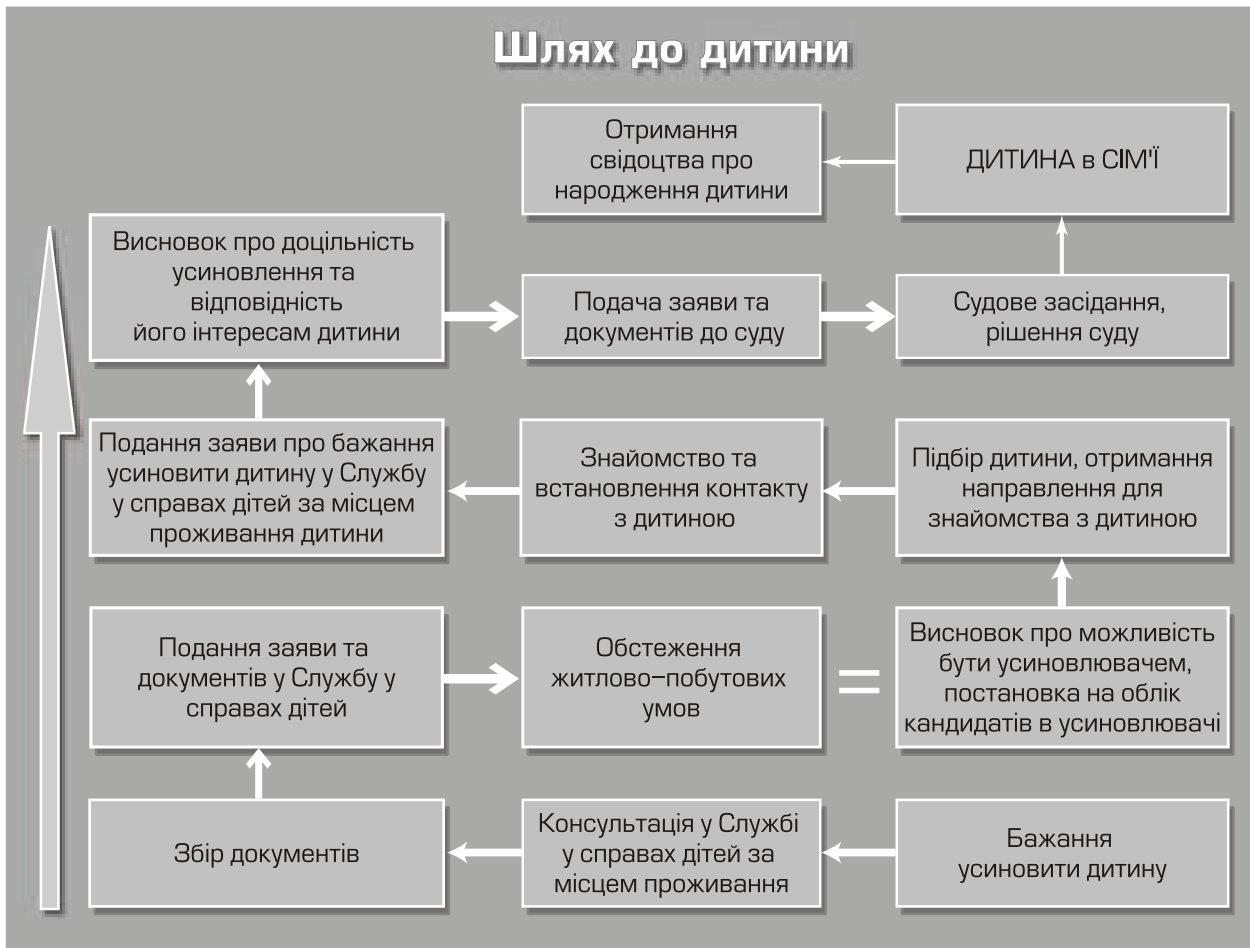 Шлях до дитини
Отримання
свідоцтва про
народження дитини
ДИТИНА в СІМ'Ї
Висновок про доцільність
усиновлення та
відповідність
його інтересам дитини
Подача заяви та
документів до суду
Судове засідання,
рішення суду
Подання заяви про бажання
усиновити дитину у Службу
у справах дітей за місцем
проживання дитини
Знайомство та
встановлення контакту
з дитиною
Підбір дитини, отримання
направлення для
знайомства з дитиною
Подання заяви та
документів у Службу у
справах дітей
Обстеження
житлово-побутових
умов
=
Висновок про можливість
бути усиновлювачем,
постановка на облік
кандидатів в усиновлювачі
Збір документів
Консультація у Службі
у справах дітей за
місцем проживання
Бажання
усиновити дитину